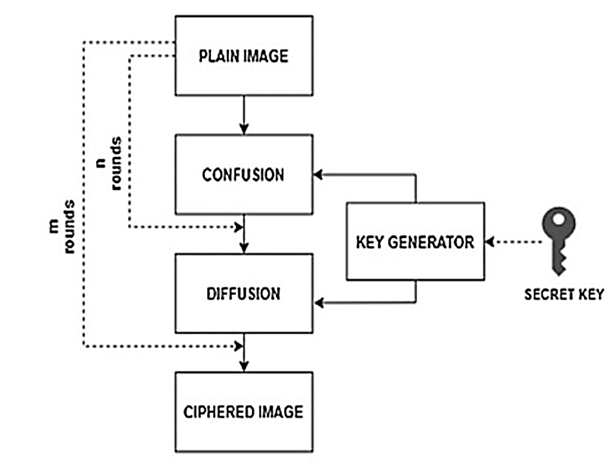 PLAIN IMAGE
n
rounds
CONFUSION
m
rounds
KEY GENERATOR
SECRET KEY
DIFFUSION
CIPHERED IMAGE